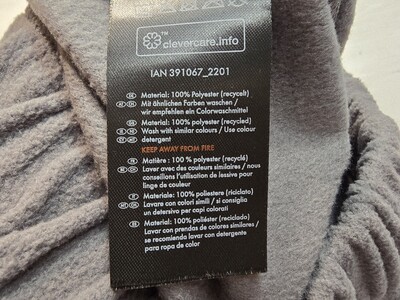 clevercare.info
IAN 391067_2201
Material: 100% Polyester (recycelt)
Mit ähnlichen Farben waschen /
wir empfehlen ein Colorwaschmittel
Material: 100% polyester (recycled)
Wash with similar colours / Use colour
detergent
KEEP AWAY FROM FIRE
Matière : 100% polyester (recyclé)
Lavar avec des couleurs similaires / nous
conseillons l'utilisation de lessive pour
linge de couleur
Materiale: 100% poliestere (riciclato)
Lavare con colori simili / si consiglia
un detersivo per capi colorati
Material: 100% poliéster (reciclado)
Lavar con prendas de colores similares /
se recomienda lavar con detergente
para ropa de color